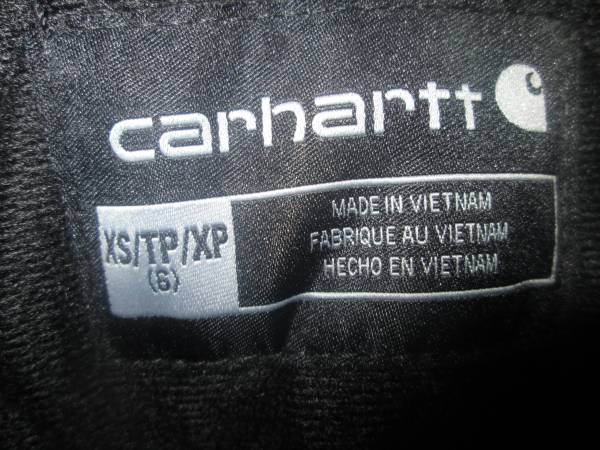 carhartt
XS/TP/XP
(6)
MADE IN VIETNAM
FABRIQUE AU VIETNAM
HECHO EN VIETNAM